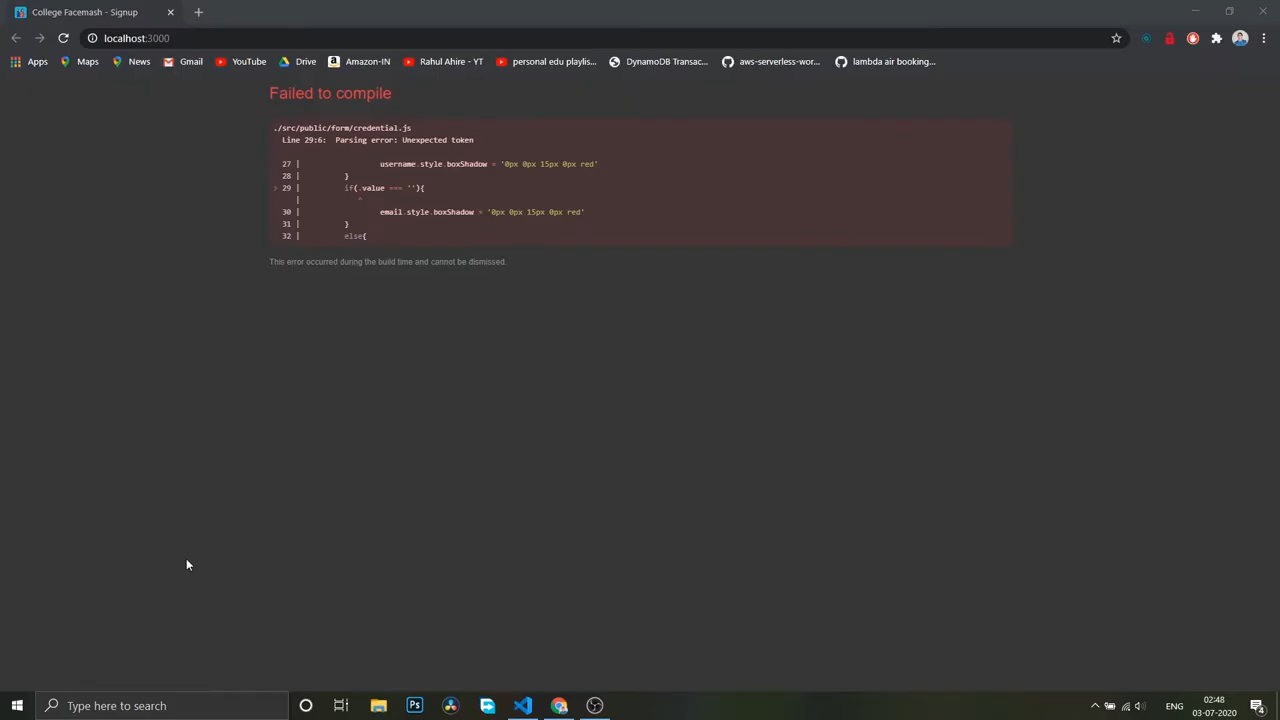 College Facemash - Signup
localhost:3000
Apps Maps News Gmail YouTube Drive Amazon-IN Rahul Ahire - YT personal edu playlis... DynamoDB Transac... aws-serverless-wor... lambda air booking...
Failed to compile
./src/public/form/credential.js
Line 29:6: Parsing error: Unexpected token
27 | username.style.boxShadow = '0px 0px 15px 0px red'
28 | }
> 29 | if(.value === ''){
| ^
30 | email.style.boxShadow = '0px 0px 15px 0px red'
31 | }
32 | else{
This error occurred during the build time and cannot be dismissed.
Type here to search
Ps
ENG
02:48
03-07-2020
4